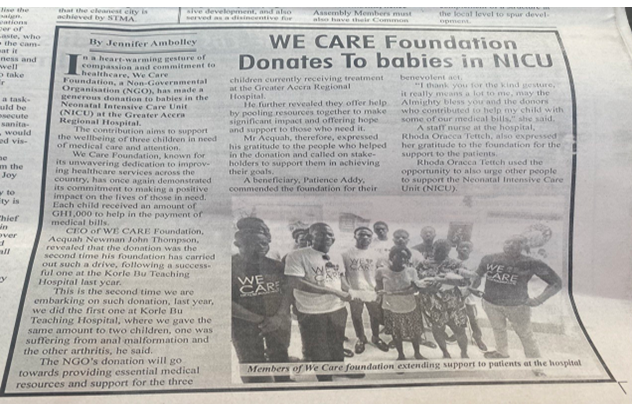 that the cleanest city is
achieved by STMA.
sive development, and also
served as a disincentive for
Assembly Members must
also have their Common
the local level to spur devel-
opment.
WE CARE Foundation
Donates To babies in NICU
By Jennifer Ambolley
In a heart-warming gesture of
compassion and commitment to
healthcare, We Care
Foundation, a Non-Governmental
Organisation (NGO), has made a
generous donation to babies in the
Neonatal Intensive Care Unit
(NICU) at the Greater Accra
Regional Hospital.
The contribution aims to support
the wellbeing of three children in need
of medical care and attention.
We Care Foundation, known for
its unwavering dedication to improv-
ing healthcare services across the
country, has once again demonstrated
its commitment to making a positive
impact on the lives of those in need.
Each child received an amount of
GH1,000 to help in the payment of
medical bills.
CEO of WE CARE Foundation,
Acquah Newman John Thompson,
revealed that the donation was the
second time his foundation has carried
out such a drive, following a success-
ful one at the Korle Bu Teaching
Hospital last year.
This is the second time we are
embarking on such donation, last year,
we did the first one at Korle Bu
Teaching Hospital, where we gave the
same amount to two children, one was
suffering from anal malformation and
the other arthritis, he said.
The NGO's donation will go
towards providing essential medical
resources and support for the three
children currently receiving treatment
at the Greater Accra Regional
Hospital.
He further revealed they offer help
by pooling resources together to make
significant impact and offering hope
and support to those who need it.
Mr Acquah, therefore, expressed
his gratitude to the people who helped
in the donation and called on stake-
holders to support them in achieving
their goals.
A beneficiary, Patience Addy,
commended the foundation for their
benevolent act.
"I thank you for the kind gesture,
it really means a lot to me, may the
Almighty bless you and the donors
who contributed to help my child with
some of our medical bills," she said.
A staff nurse at the hospital,
Rhoda Oracca Tettch, also expressed
her gratitude to the foundation for the
support to the patients.
Rhoda Oracca Tettch used the
opportunity to also urge other people
to support the Neonatal Intensive Care
Unit (NICU).
WE
CARE
WE
CARE
WE
CARE
WE
CARE
Members of We Care foundation extending support to patients at the hospital